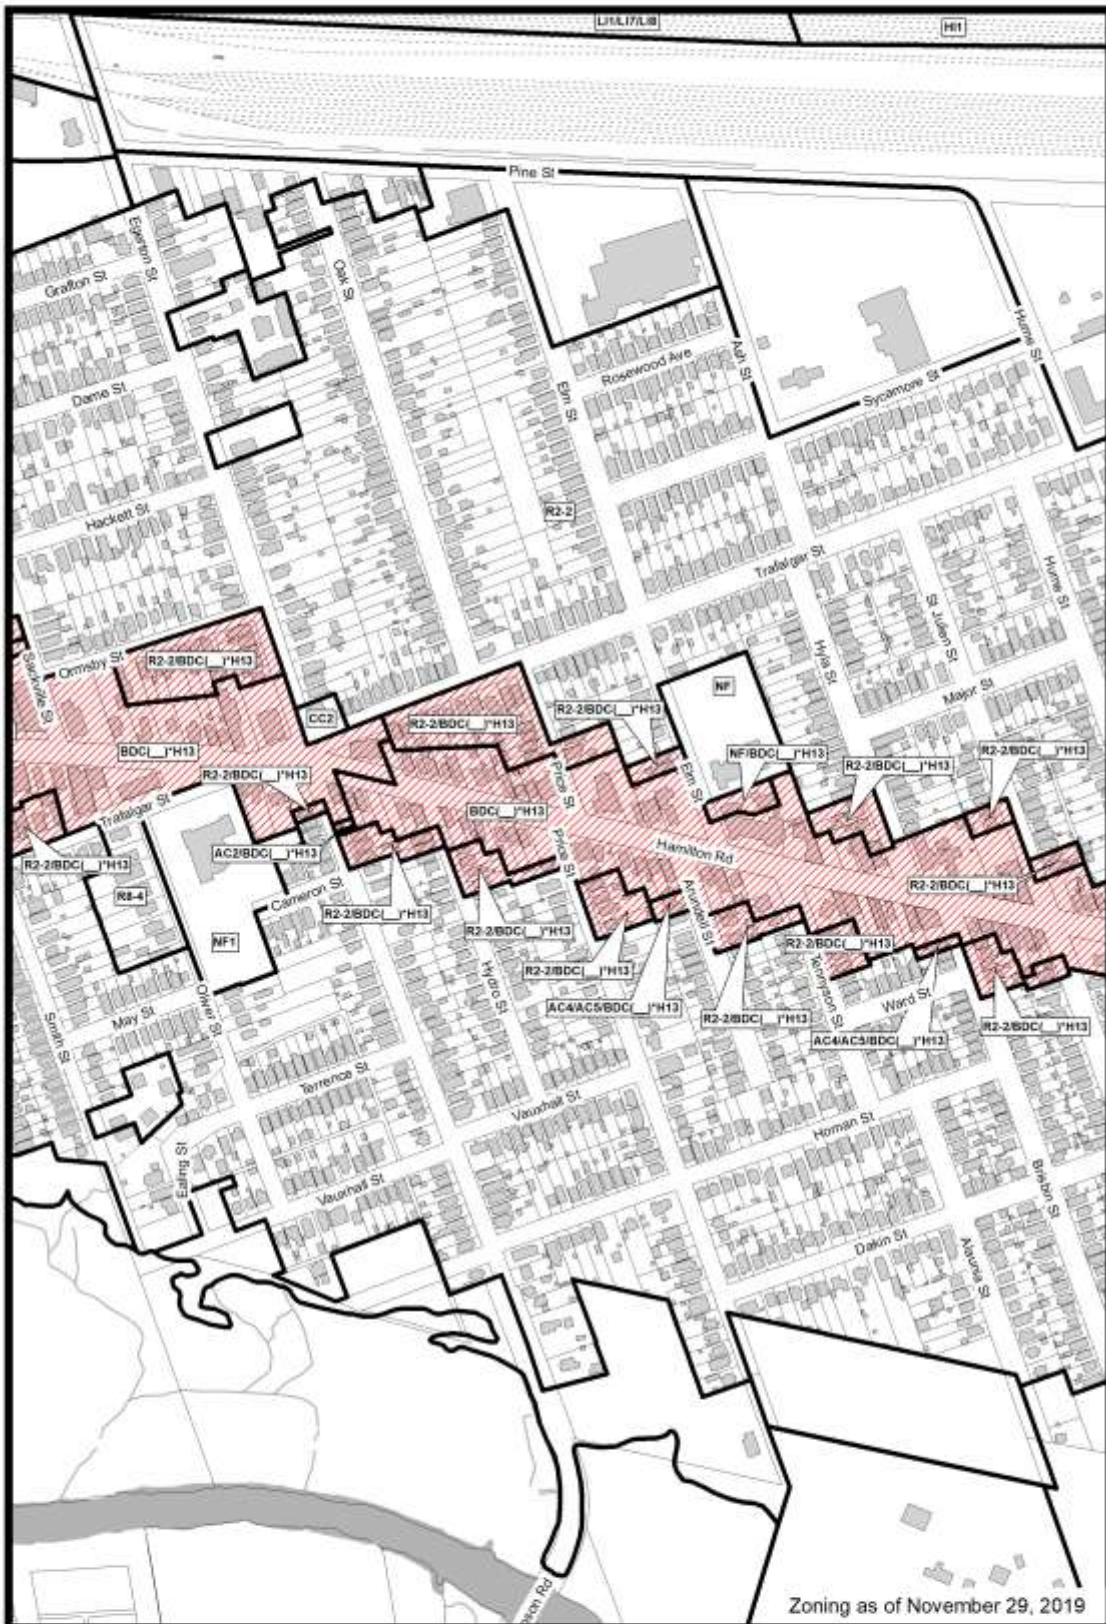 LI1/LI7/LI8
HI1
Pine St
Egerton St
Grafton St
Oak St
Hume St
Ash St
Rosewood Ave
Dame St
Elm St
Sycamore St
Hackett St
R2-2
Trafalgar St
Hume St
St Julien St
Hyla St
Ormsby St
Sackville St
R2-2/BDC(__)*H13
NF
Major St
CC2
R2-2/BDC(__)*H13
R2-2/BDC(__)*H13
BDC(__)*H13
NF/BDC(__)*H13
R2-2/BDC(__)*H13
R2-2/BDC(__)*H13
R2-2/BDC(__)*H13
Price St
Elm St
Trafalgar St
BDC(__)*H13
Price St
Hamilton Rd
R2-2/BDC(__)*H13
AC2/BDC(__)*H13
R8-4
Cameron St
R2-2/BDC(__)*H13
R2-2/BDC(__)*H13
NF1
R2-2/BDC(__)*H13
Arundell St
R2-2/BDC(__)*H13
R2-2/BDC(__)*H13
Tennyson St
Hydro St
AC4/AC5/BDC(__)*H13
Ward St
May St
Oliver St
Smith St
R2-2/BDC(__)*H13
R2-2/BDC(__)*H13
AC4/AC5/BDC(__)*H13
Terrence St
Vauxhall St
Homan St
Ealing St
Vauxhall St
Brisbin St
Dakin St
Alaunia St
son Rd
Zoning as of November 29, 2019